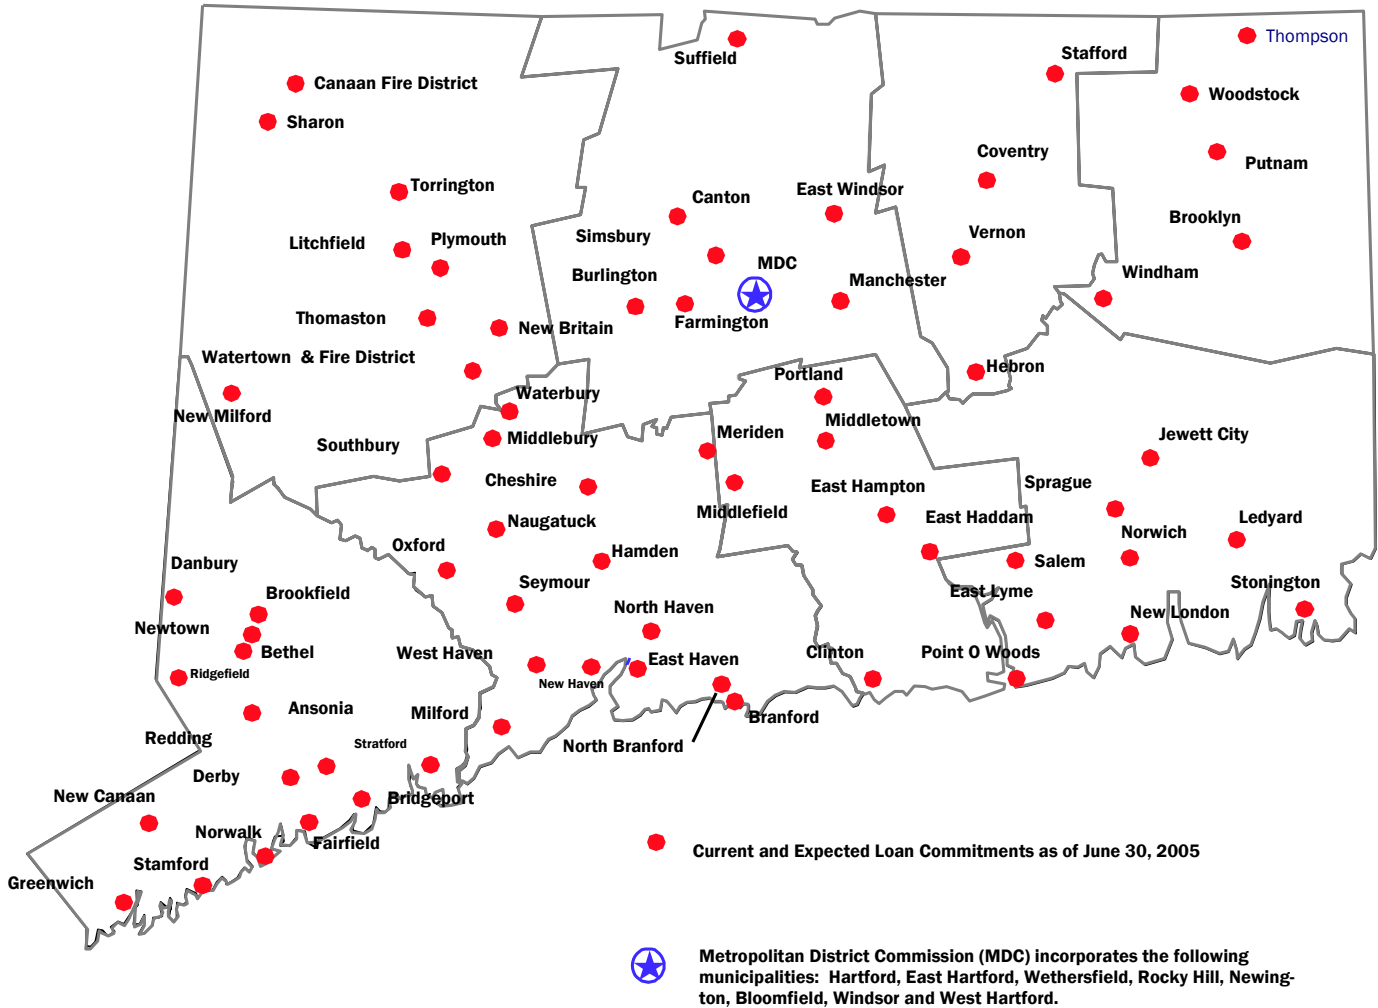 Suffield
Thompson
Stafford
Canaan Fire District
Woodstock
Sharon
Coventry
Putnam
Torrington
East Windsor
Canton
Brooklyn
Simsbury
Vernon
Litchfield
Plymouth
MDC
Windham
Burlington
Manchester
Thomaston
Farmington
New Britain
Watertown & Fire District
Hebron
Portland
Waterbury
New Milford
Middletown
Meriden
Jewett City
Southbury
Middlebury
Cheshire
East Hampton
Sprague
Middlefield
East Haddam
Ledyard
Naugatuck
Norwich
Oxford
Hamden
Salem
Danbury
Seymour
Stonington
Brookfield
East Lyme
North Haven
New London
Newtown
Bethel
West Haven
East Haven
Clinton
Point O Woods
Ridgefield
New Haven
Ansonia
Milford
Branford
Redding
Stratford
North Branford
Derby
New Canaan
Bridgeport
Norwalk
Fairfield
Current and Expected Loan Commitments as of June 30, 2005
Stamford
Greenwich
Metropolitan District Commission (MDC) incorporates the following
municipalities: Hartford, East Hartford, Wethersfield, Rocky Hill, Newing-
ton, Bloomfield, Windsor and West Hartford.